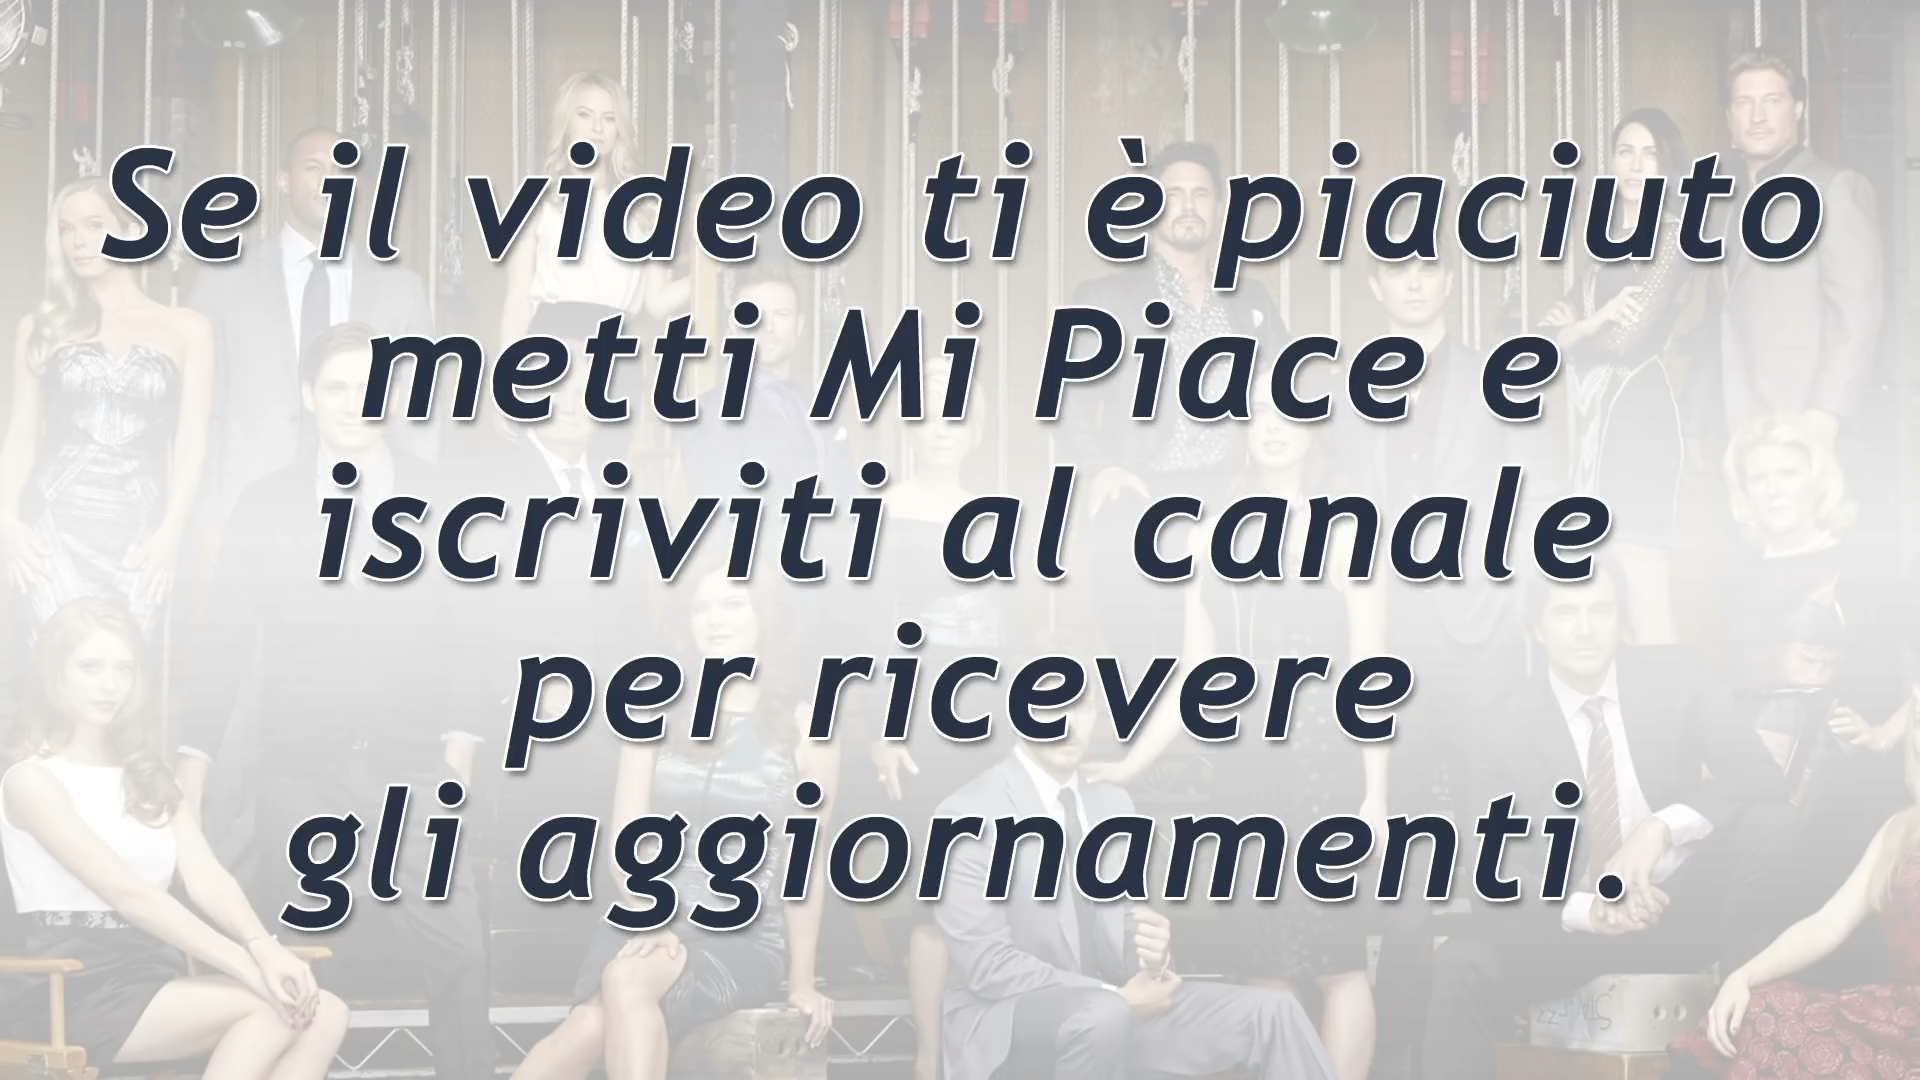 Se il video ti è piaciuto
metti Mi Piace e
iscriviti al canale
per ricevere
gli aggiornamenti.